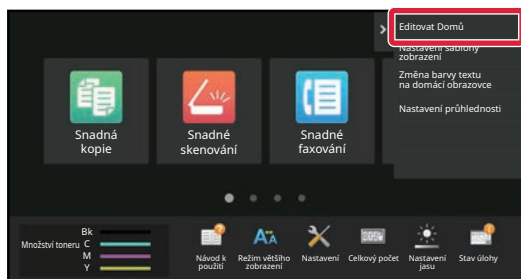 Editovat Domů
Nastavení šablony
zobrazení
Změna barvy textu
na domácí obrazovce
Nastavení průhlednosti
Snadná
kopie
Snadné
skenování
Snadné
faxování
Množství toneru
Bk
C
M
Y
Návod k
použití
Režim většího
zobrazení
Nastavení
Celkový počet
Nastavení
jasu
Stav úlohy